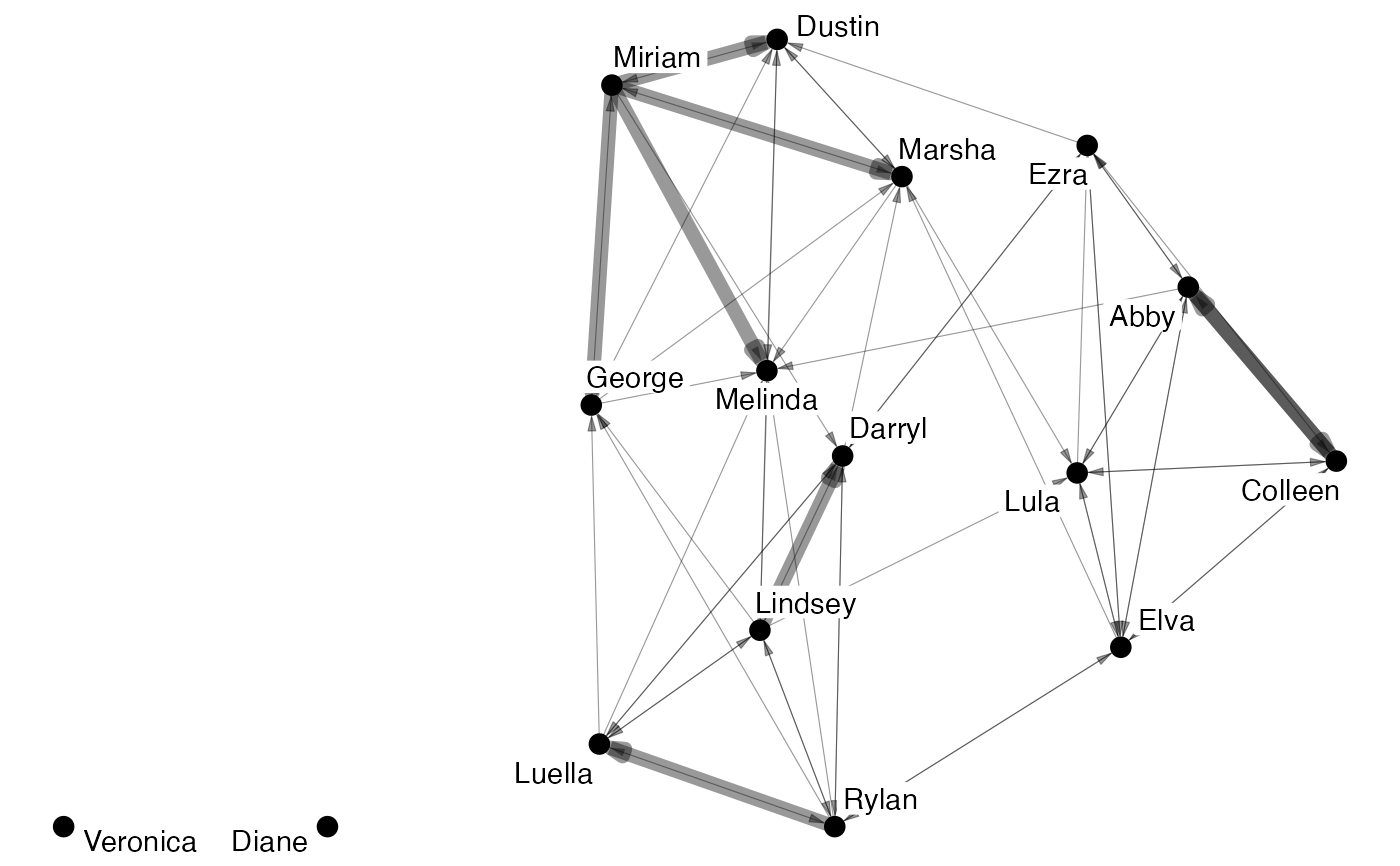 Dustin
Miriam
Marsha
Ezra
Abby
George
Melinda
Darryl
Lula
Colleen
Lindsey
Elva
Luella
Rylan
Veronica
Diane